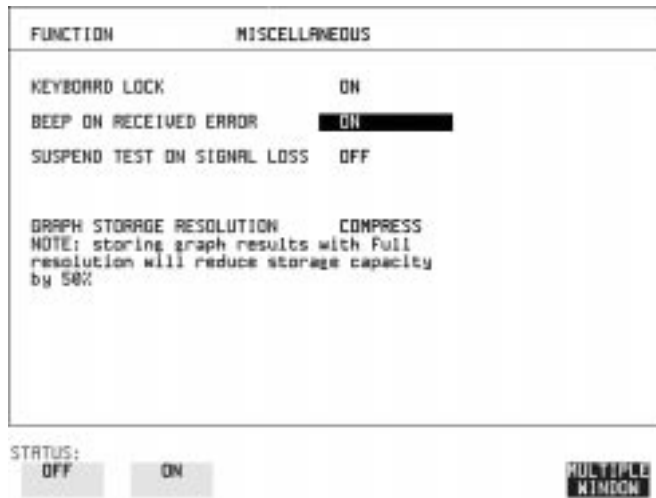 FUNCTION MISCELLANEOUS
KEYBOARD LOCK ON
BEEP ON RECEIVED ERROR ON
SUSPEND TEST ON SIGNAL LOSS OFF
GRAPH STORAGE RESOLUTION COMPRESS
NOTE: storing graph results with Full
resolution will reduce storage capacity
by 50%
STATUS:
OFF ON MULTIPLE
WINDOW